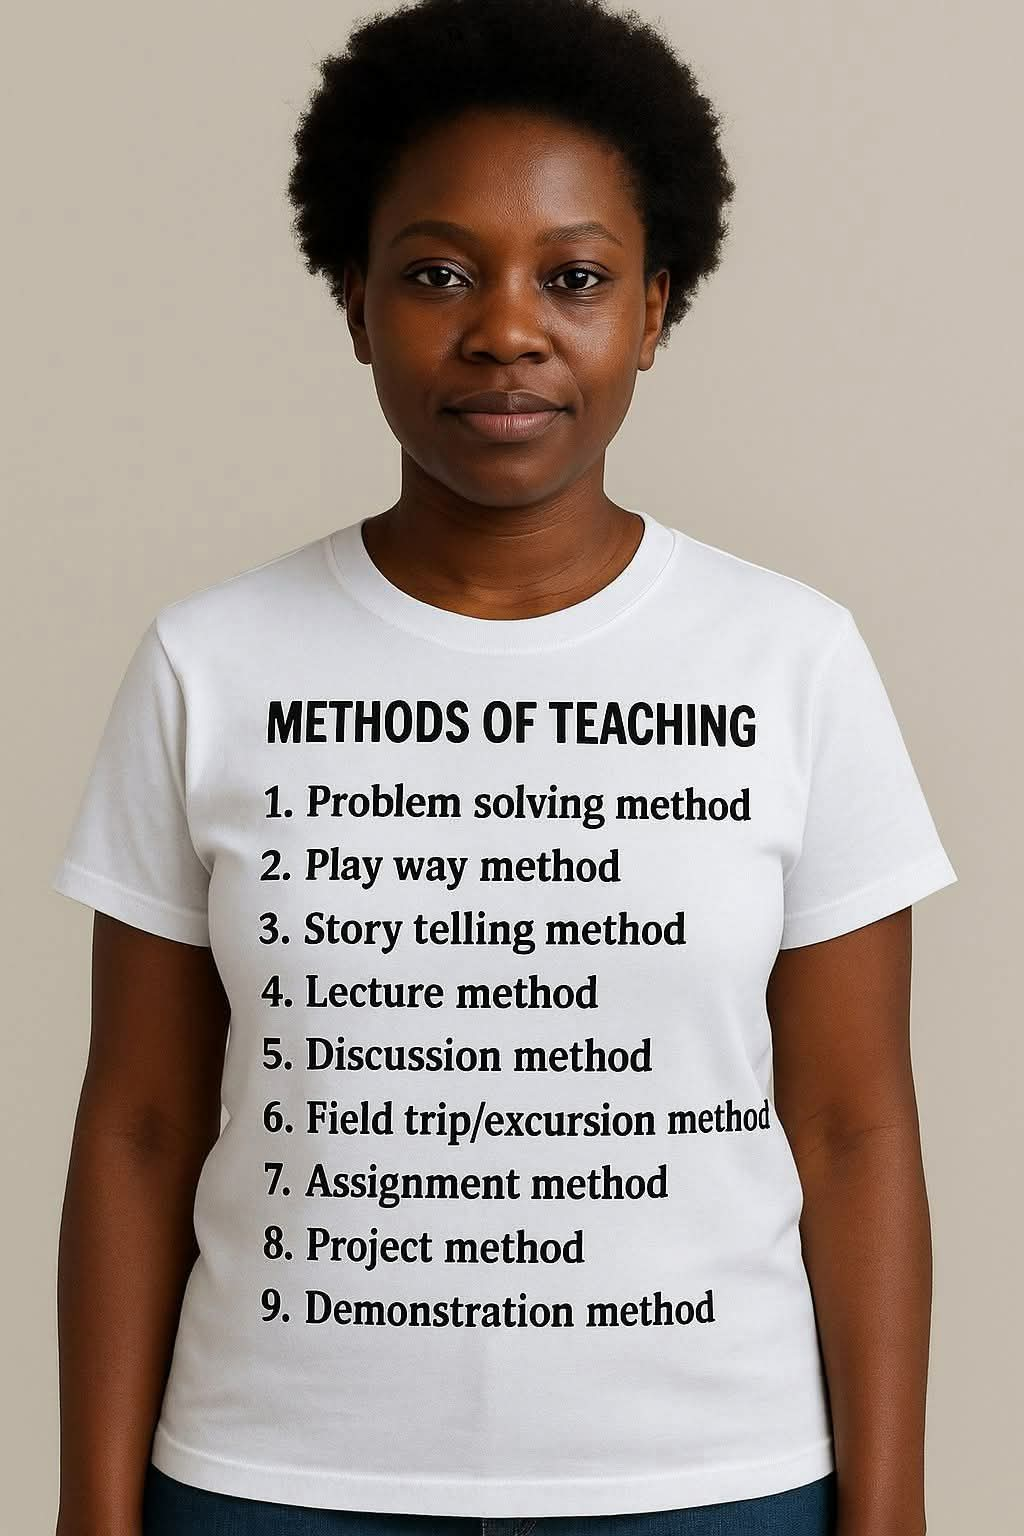 METHODS OF TEACHING
1. Problem solving method
2. Play way method
3. Story telling method
4. Lecture method
5. Discussion method
6. Field trip/excursion method
7. Assignment method
8. Project method
9. Demonstration method